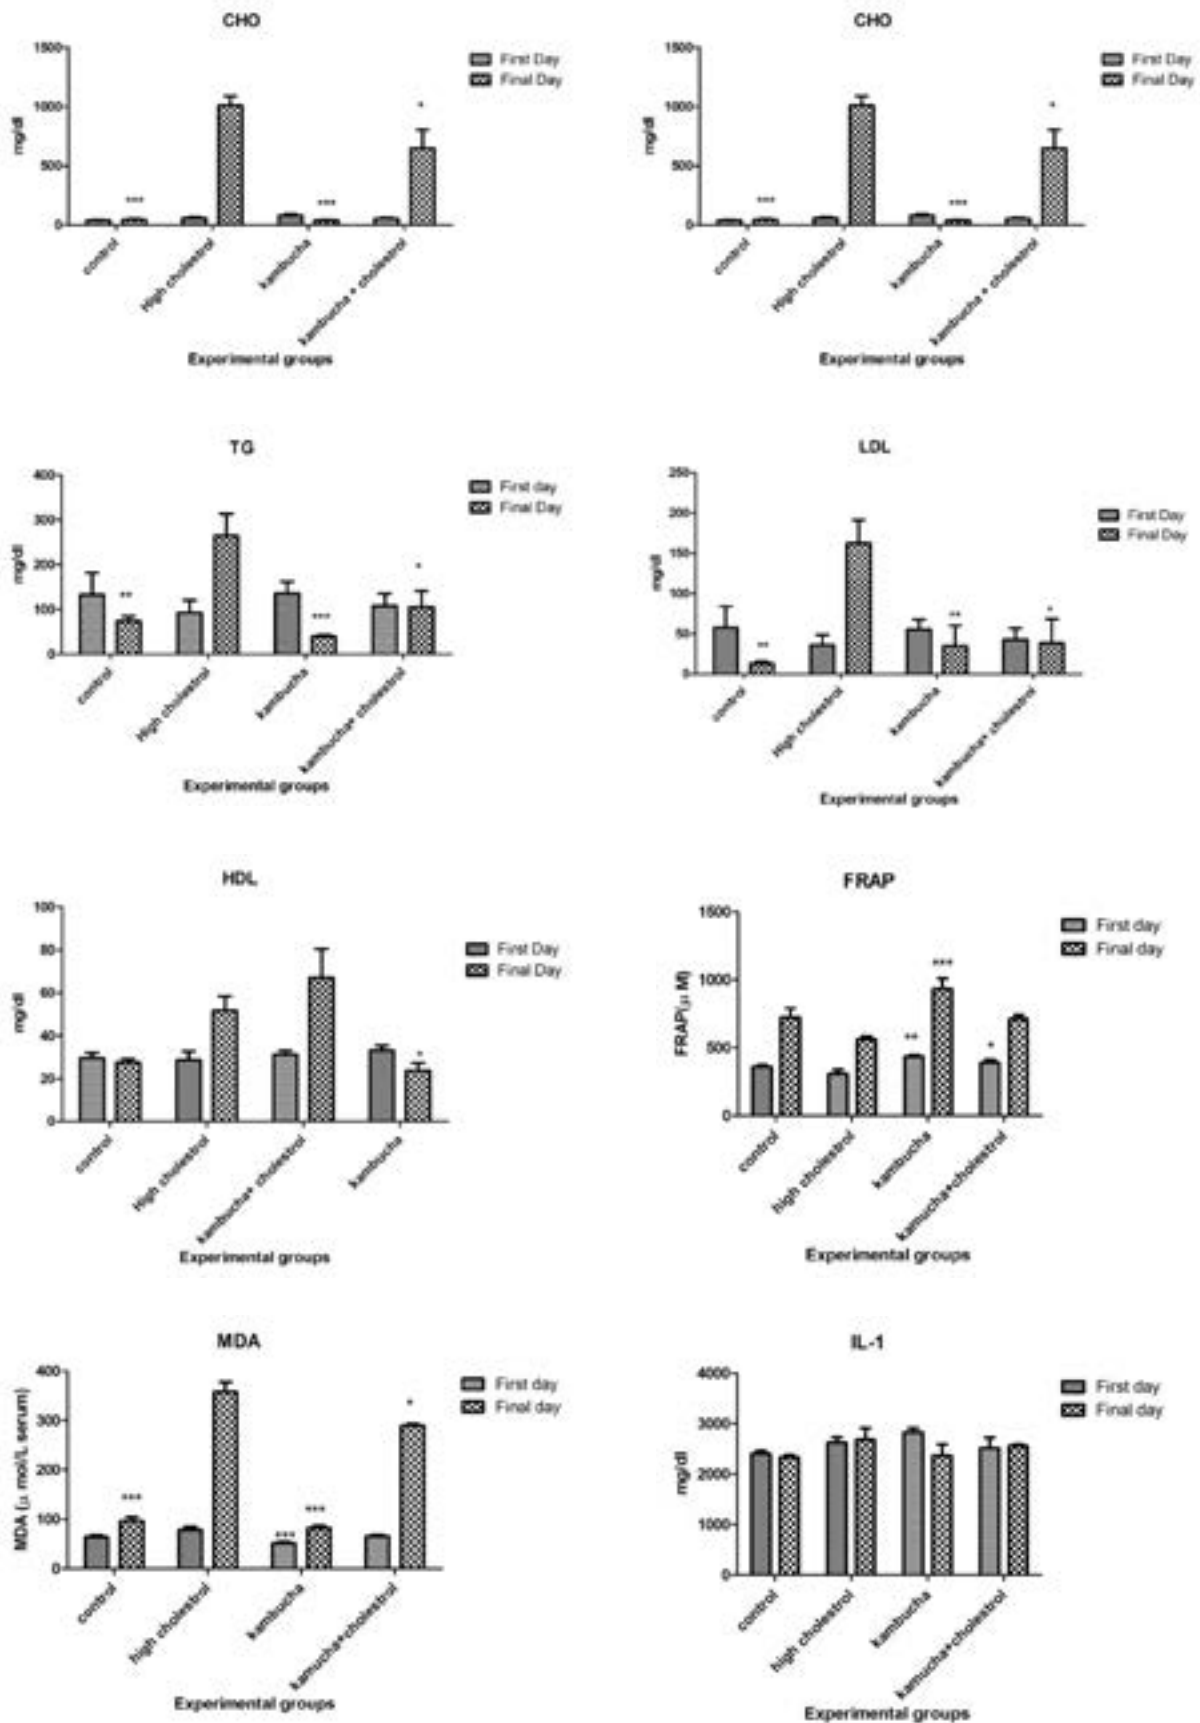 CHO
1500
1000
500
0
mg/dl
First Day
Final Day
***
***
*
control
High cholestrol
kambucha
kambucha + cholestrol
Experimental groups
CHO
1500
1000
500
0
mg/dl
First Day
Final Day
***
***
*
control
High cholestrol
kambucha
kambucha + cholestrol
Experimental groups
TG
400
300
200
100
0
mg/dl
First day
Final Day
**
***
*
control
High cholestrol
kambucha
kambucha+ cholestrol
Experimental groups
LDL
250
200
150
100
50
0
mg/dl
First Day
Final Day
**
**
*
control
High cholestrol
kambucha
kambucha+ cholestrol
Experimental groups
HDL
100
80
60
40
20
0
mg/dl
First Day
Final Day
*
control
High cholestrol
kambucha+ cholestrol
kambucha
Experimental groups
FRAP
1500
1000
500
0
FRAP(μ M)
First day
Final day
**
***
*
control
high cholestrol
kambucha
kamucha+cholestrol
Experimental groups
MDA
400
300
200
100
0
MDA (μ mol/L serum)
First day
Final day
***
***
***
*
control
high cholestrol
kambucha
kamucha+cholestrol
Experimental groups
IL-1
4000
3000
2000
1000
0
mg/dl
First day
Final day
control
high cholestrol
kambucha
kamucha+cholestrol
Experimental groups